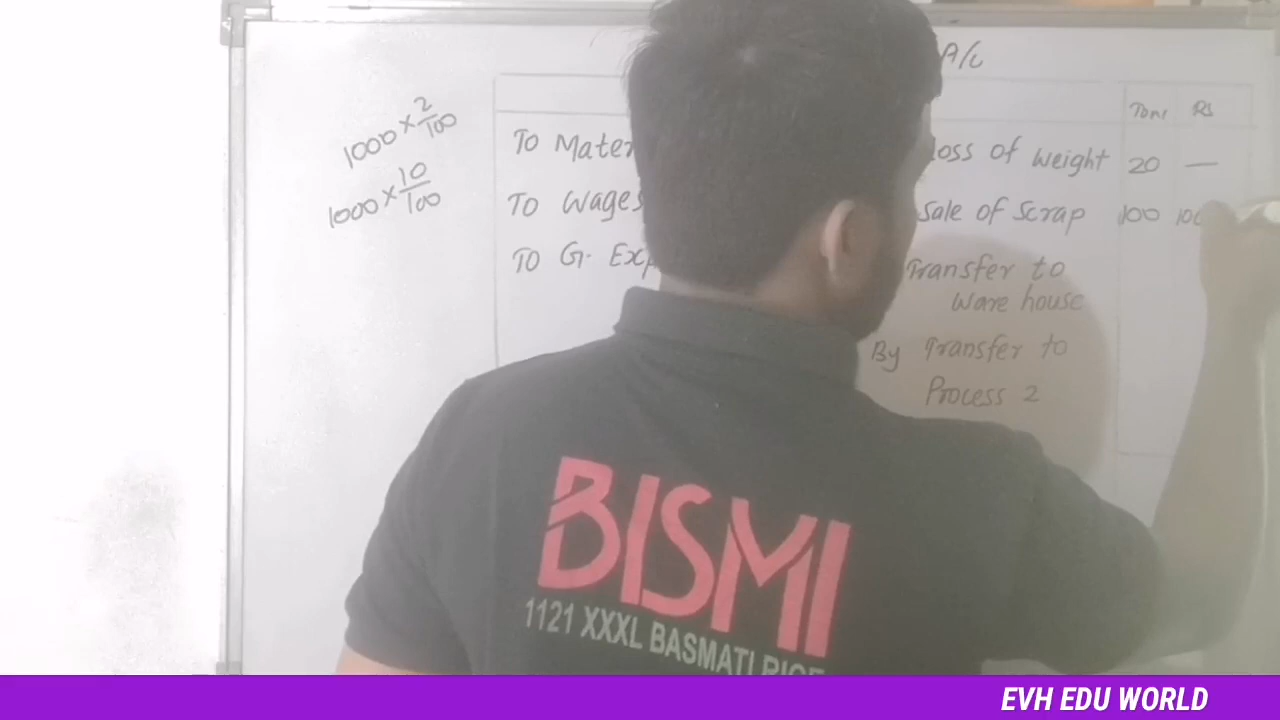 A/c
Tons Rs
1000 × 2/100
To
loss of weight 20 —
1000 × 10/100
To Wages
Sale of Scrap 100
To G. Exp
Transfer to
Ware house
By Transfer to
Process 2
BISMI
1121 XXXL BASMATI RICE
EVH EDU WORLD